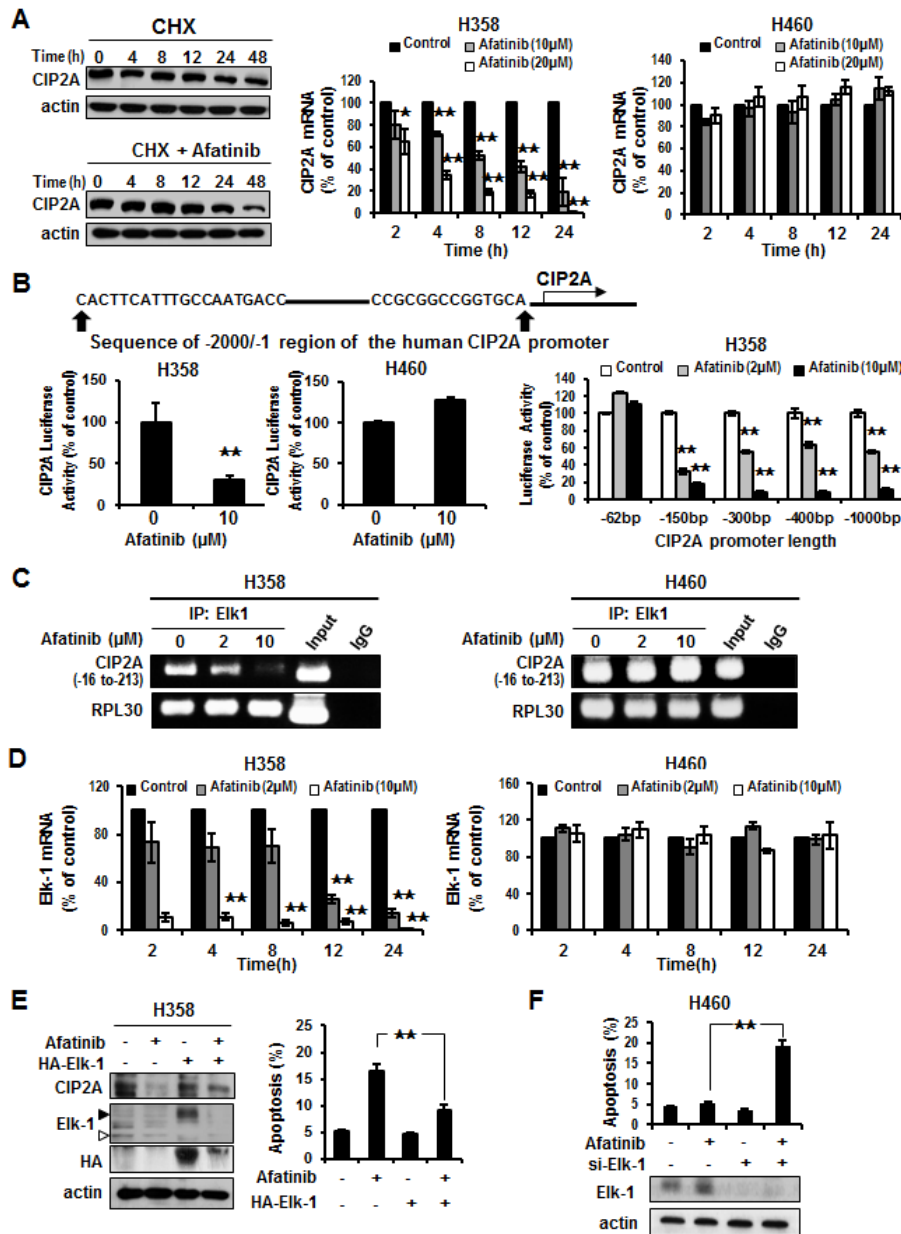 A
CHX
Time (h) 0 4 8 12 24 48
CIP2A
actin
CHX + Afatinib
Time (h) 0 4 8 12 24 48
CIP2A
actin
H358
Control Afatinib (10μM)
Afatinib (20μM)
CIP2A mRNA
(% of control)
100
80
60
40
20
0
★ ★★ ★★ ★★ ★★ ★★ ★★ ★★ ★★
2 4 8 12 24
Time (h)
H460
Control Afatinib (10μM)
Afatinib (20μM)
CIP2A mRNA
(% of control)
140
120
100
80
60
40
20
0
2 4 8 12 24
Time (h)
B
CACTTCATTTGCCAATGACC CCGCGGCCGGTGCA CIP2A
Sequence of -2000/-1 region of the human CIP2A promoter
H358
CIP2A Luciferase
Activity (% of control)
150
100
50
0
★★
0 10
Afatinib (μM)
H460
CIP2A Luciferase
Activity (% of control)
150
100
50
0
0 10
Afatinib (μM)
H358
Control Afatinib (2μM) Afatinib (10μM)
Luciferase Activity
(% of control)
140
120
100
80
60
40
20
0
★★ ★★ ★★ ★★ ★★ ★★ ★★ ★★
-62bp -150bp -300bp -400bp -1000bp
CIP2A promoter length
C
H358
IP: Elk1
Afatinib (μM) 0 2 10 Input IgG
CIP2A
(-16 to-213)
RPL30
H460
IP: Elk1
Afatinib (μM) 0 2 10 Input IgG
CIP2A
(-16 to-213)
RPL30
D
H358
Control Afatinib (2μM) Afatinib (10μM)
Elk-1 mRNA
(% of control)
120
80
60
40
20
0
★★ ★★ ★★ ★★ ★★ ★★
2 4 8 12 24
Time(h)
H460
Control Afatinib (2μM) Afatinib (10μM)
Elk-1 mRNA
(% of control)
160
120
80
40
0
2 4 8 12 24
Time(h)
E
H358
Afatinib - + - +
HA-Elk-1 - - + +
CIP2A
Elk-1
HA
actin
Apoptosis (%)
25
20
15
10
5
0
★★
Afatinib - + - +
HA-Elk-1 - - + +
F
H460
Apoptosis (%)
25
20
15
10
5
0
★★
Afatinib - + - +
si-Elk-1 - - + +
Elk-1
actin